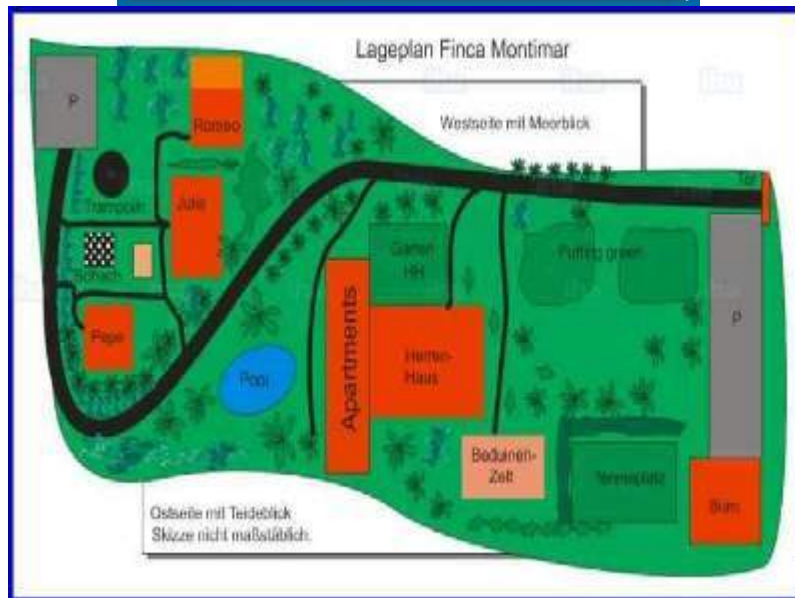 Lageplan Finca Montimar
P
Romeo
Westseite mit Meerblick
Tor
Trampolin
Julia
Schach
Garten
HH
Putting green
P
Pepe
Pool
Apartments
Herren-
Haus
Beduinen-
Zelt
Tennisplatz
Büro
Ostseite mit Teideblick
Skizze nicht maßstäblich.